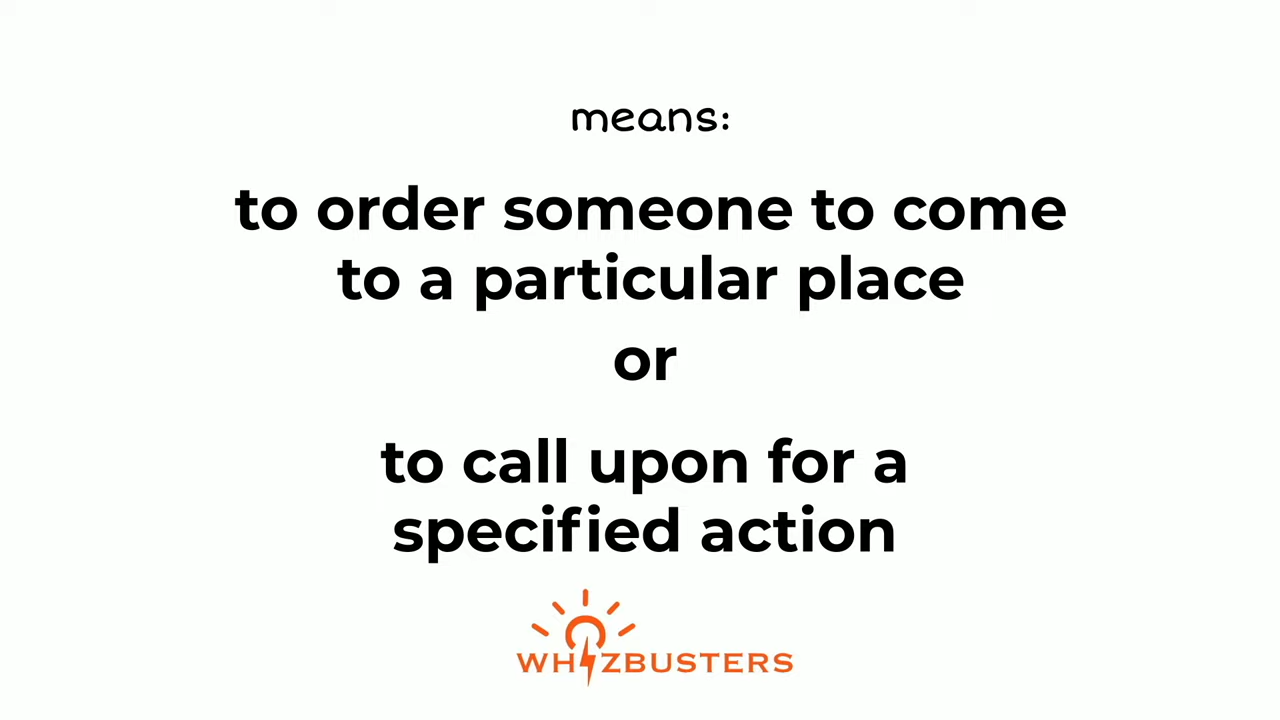 means:
to order someone to come
to a particular place
or
to call upon for a
specified action
WHIZBUSTERS